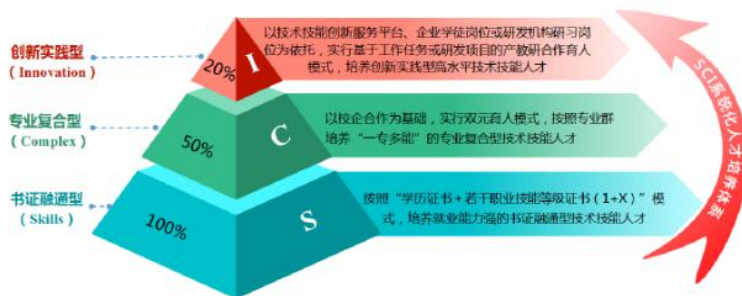 创新实践型
（Innovation）
20%
I
以技术技能创新服务平台、企业学徒岗位或研发机构研习岗
位为依托，实行基于工作任务或研发项目的产教研合作育人
模式，培养创新实践型高水平技术技能人才
专业复合型
（Complex）
50%
C
以校企合作为基础，实行双元育人模式，按照专业群
培养“一专多能”的专业复合型技术技能人才
书证融通型
（Skills）
100%
S
按照“学历证书+若干职业技能等级证书（1+X）”模
式，培养就业能力强的书证融通型技术技能人才
SCI系统化人才培养体系